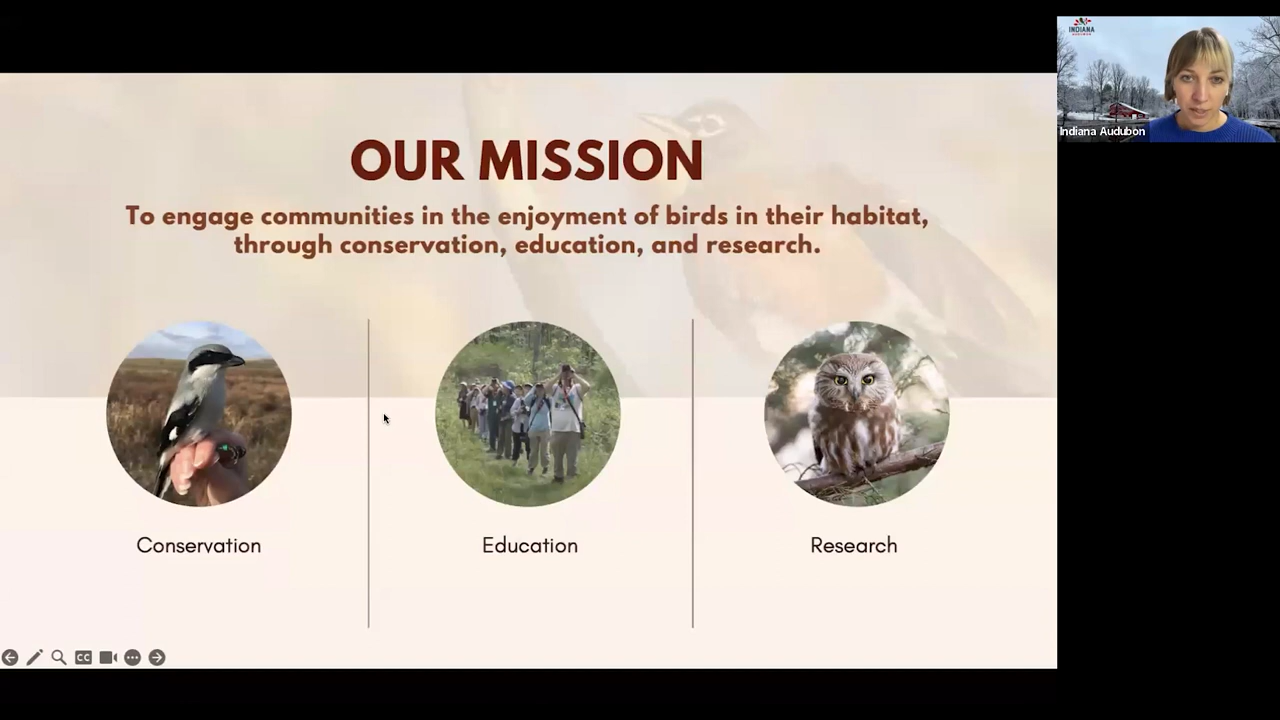 OUR MISSION
To engage communities in the enjoyment of birds in their habitat,
through conservation, education, and research.
Conservation
Education
Research
CC
INDIANA
Indiana Audubon